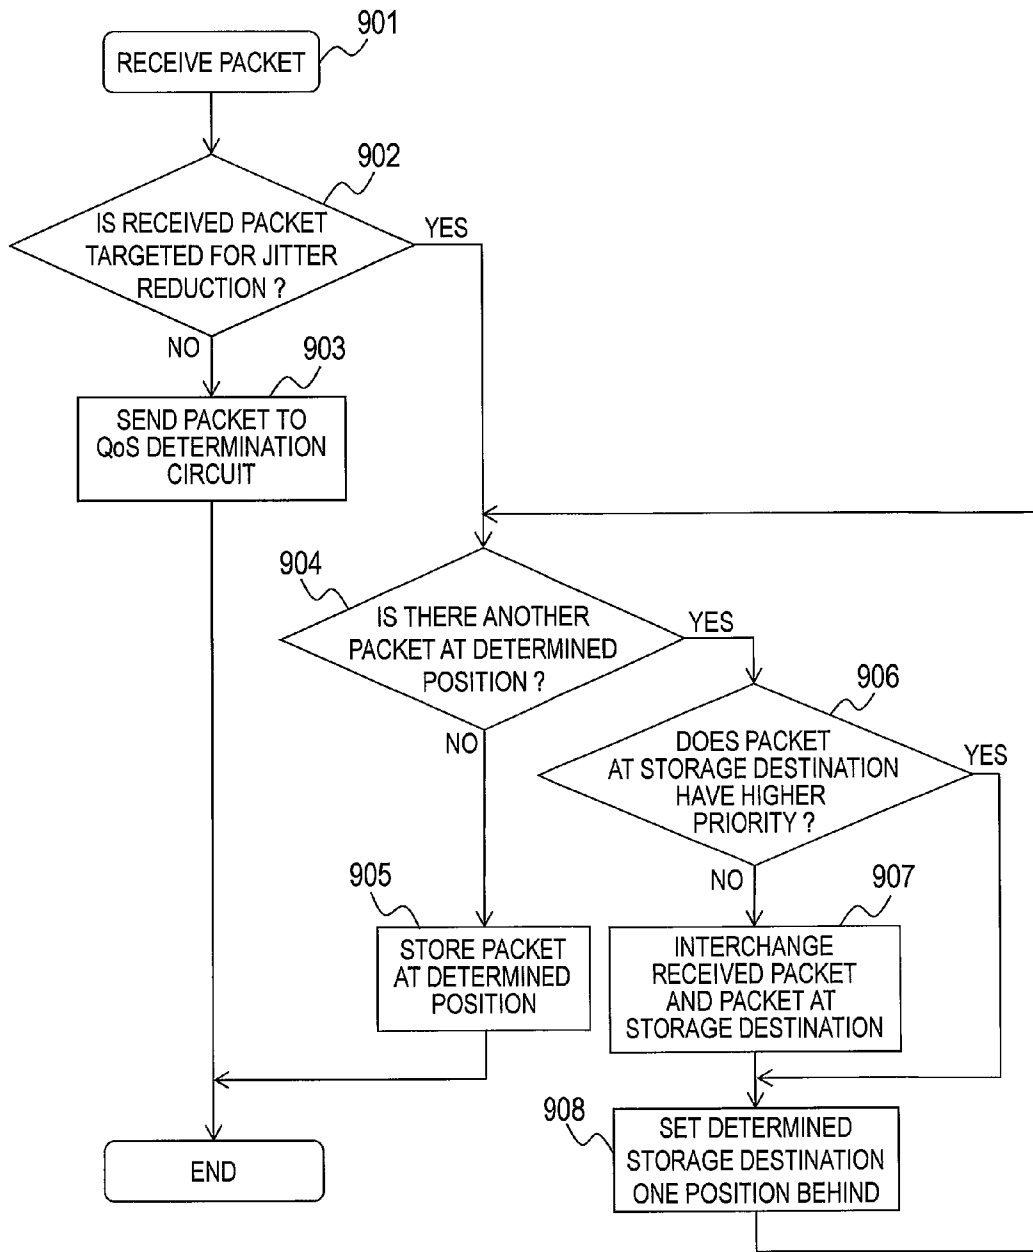 901
RECEIVE PACKET
902
IS RECEIVED PACKET
TARGETED FOR JITTER
REDUCTION ?
YES
NO
903
SEND PACKET TO
QoS DETERMINATION
CIRCUIT
904
IS THERE ANOTHER
PACKET AT DETERMINED
POSITION ?
YES
NO
906
DOES PACKET
AT STORAGE DESTINATION
HAVE HIGHER
PRIORITY ?
YES
NO
905
STORE PACKET
AT DETERMINED
POSITION
907
INTERCHANGE
RECEIVED PACKET
AND PACKET AT
STORAGE DESTINATION
908
SET DETERMINED
STORAGE DESTINATION
ONE POSITION BEHIND
END